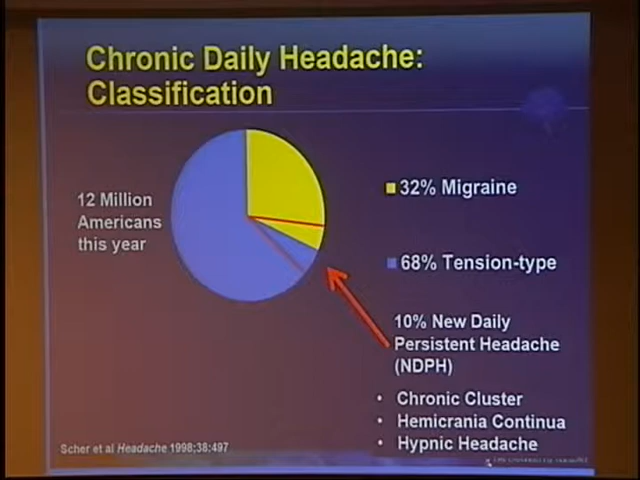 Chronic Daily Headache:
Classification
12 Million
Americans
this year
32% Migraine
68% Tension-type
10% New Daily
Persistent Headache
(NDPH)
• Chronic Cluster
• Hemicrania Continua
• Hypnic Headache
Scher et al Headache 1998;38:497